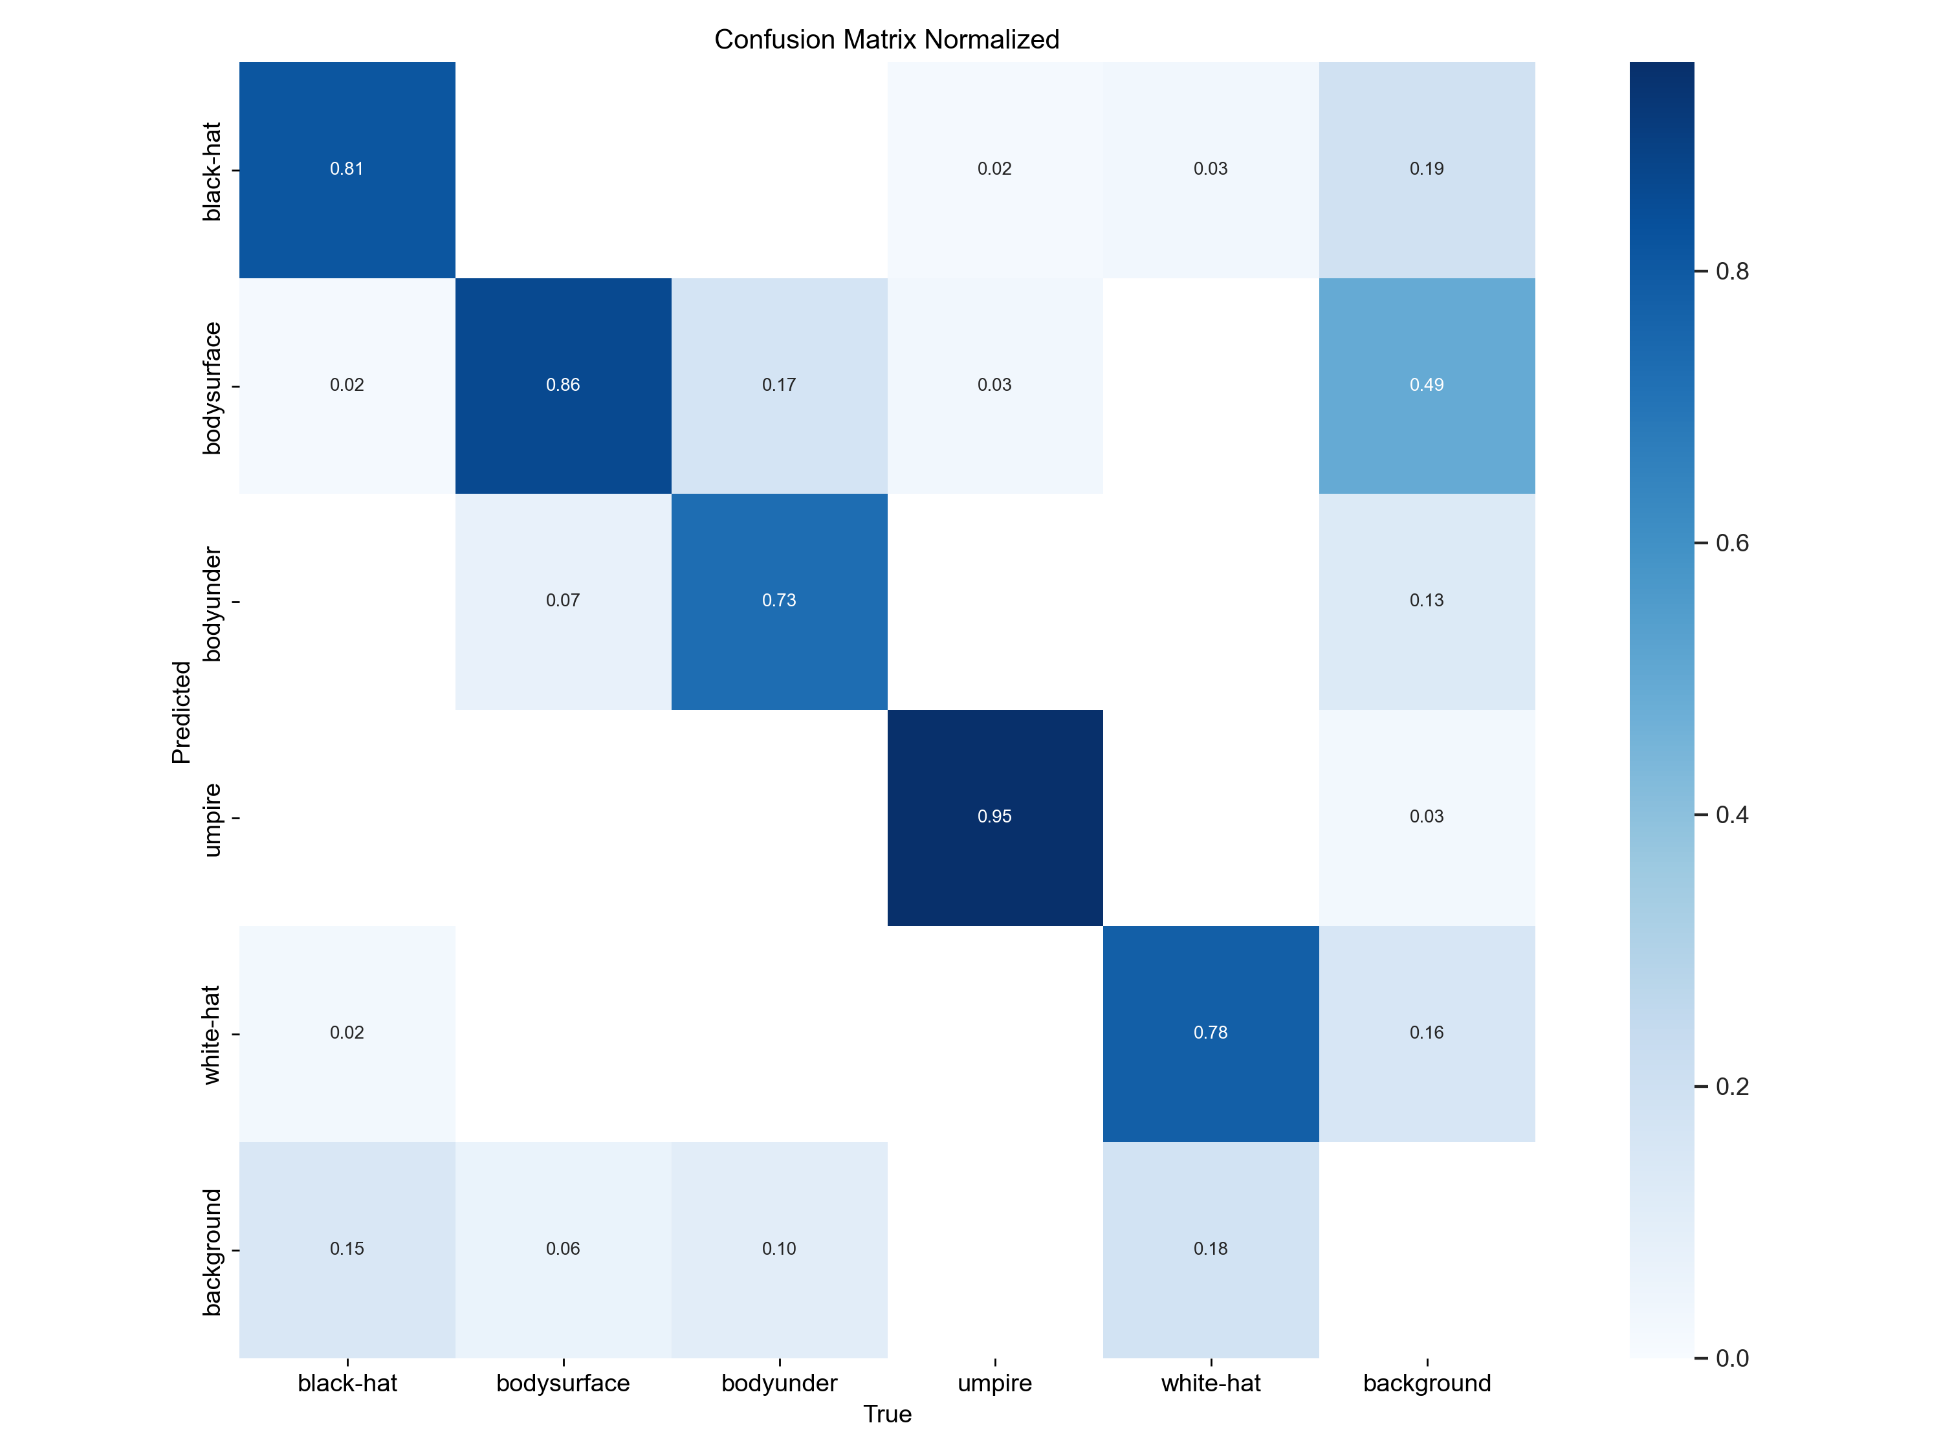 Confusion Matrix Normalized
black-hat
0.81
0.02
0.03
0.19
bodysurface
0.02
0.86
0.17
0.03
0.49
bodyunder
0.07
0.73
0.13
umpire
0.95
0.03
white-hat
0.02
0.78
0.16
background
0.15
0.06
0.10
0.18
Predicted
black-hat
bodysurface
bodyunder
umpire
white-hat
background
True
0.8
0.6
0.4
0.2
0.0